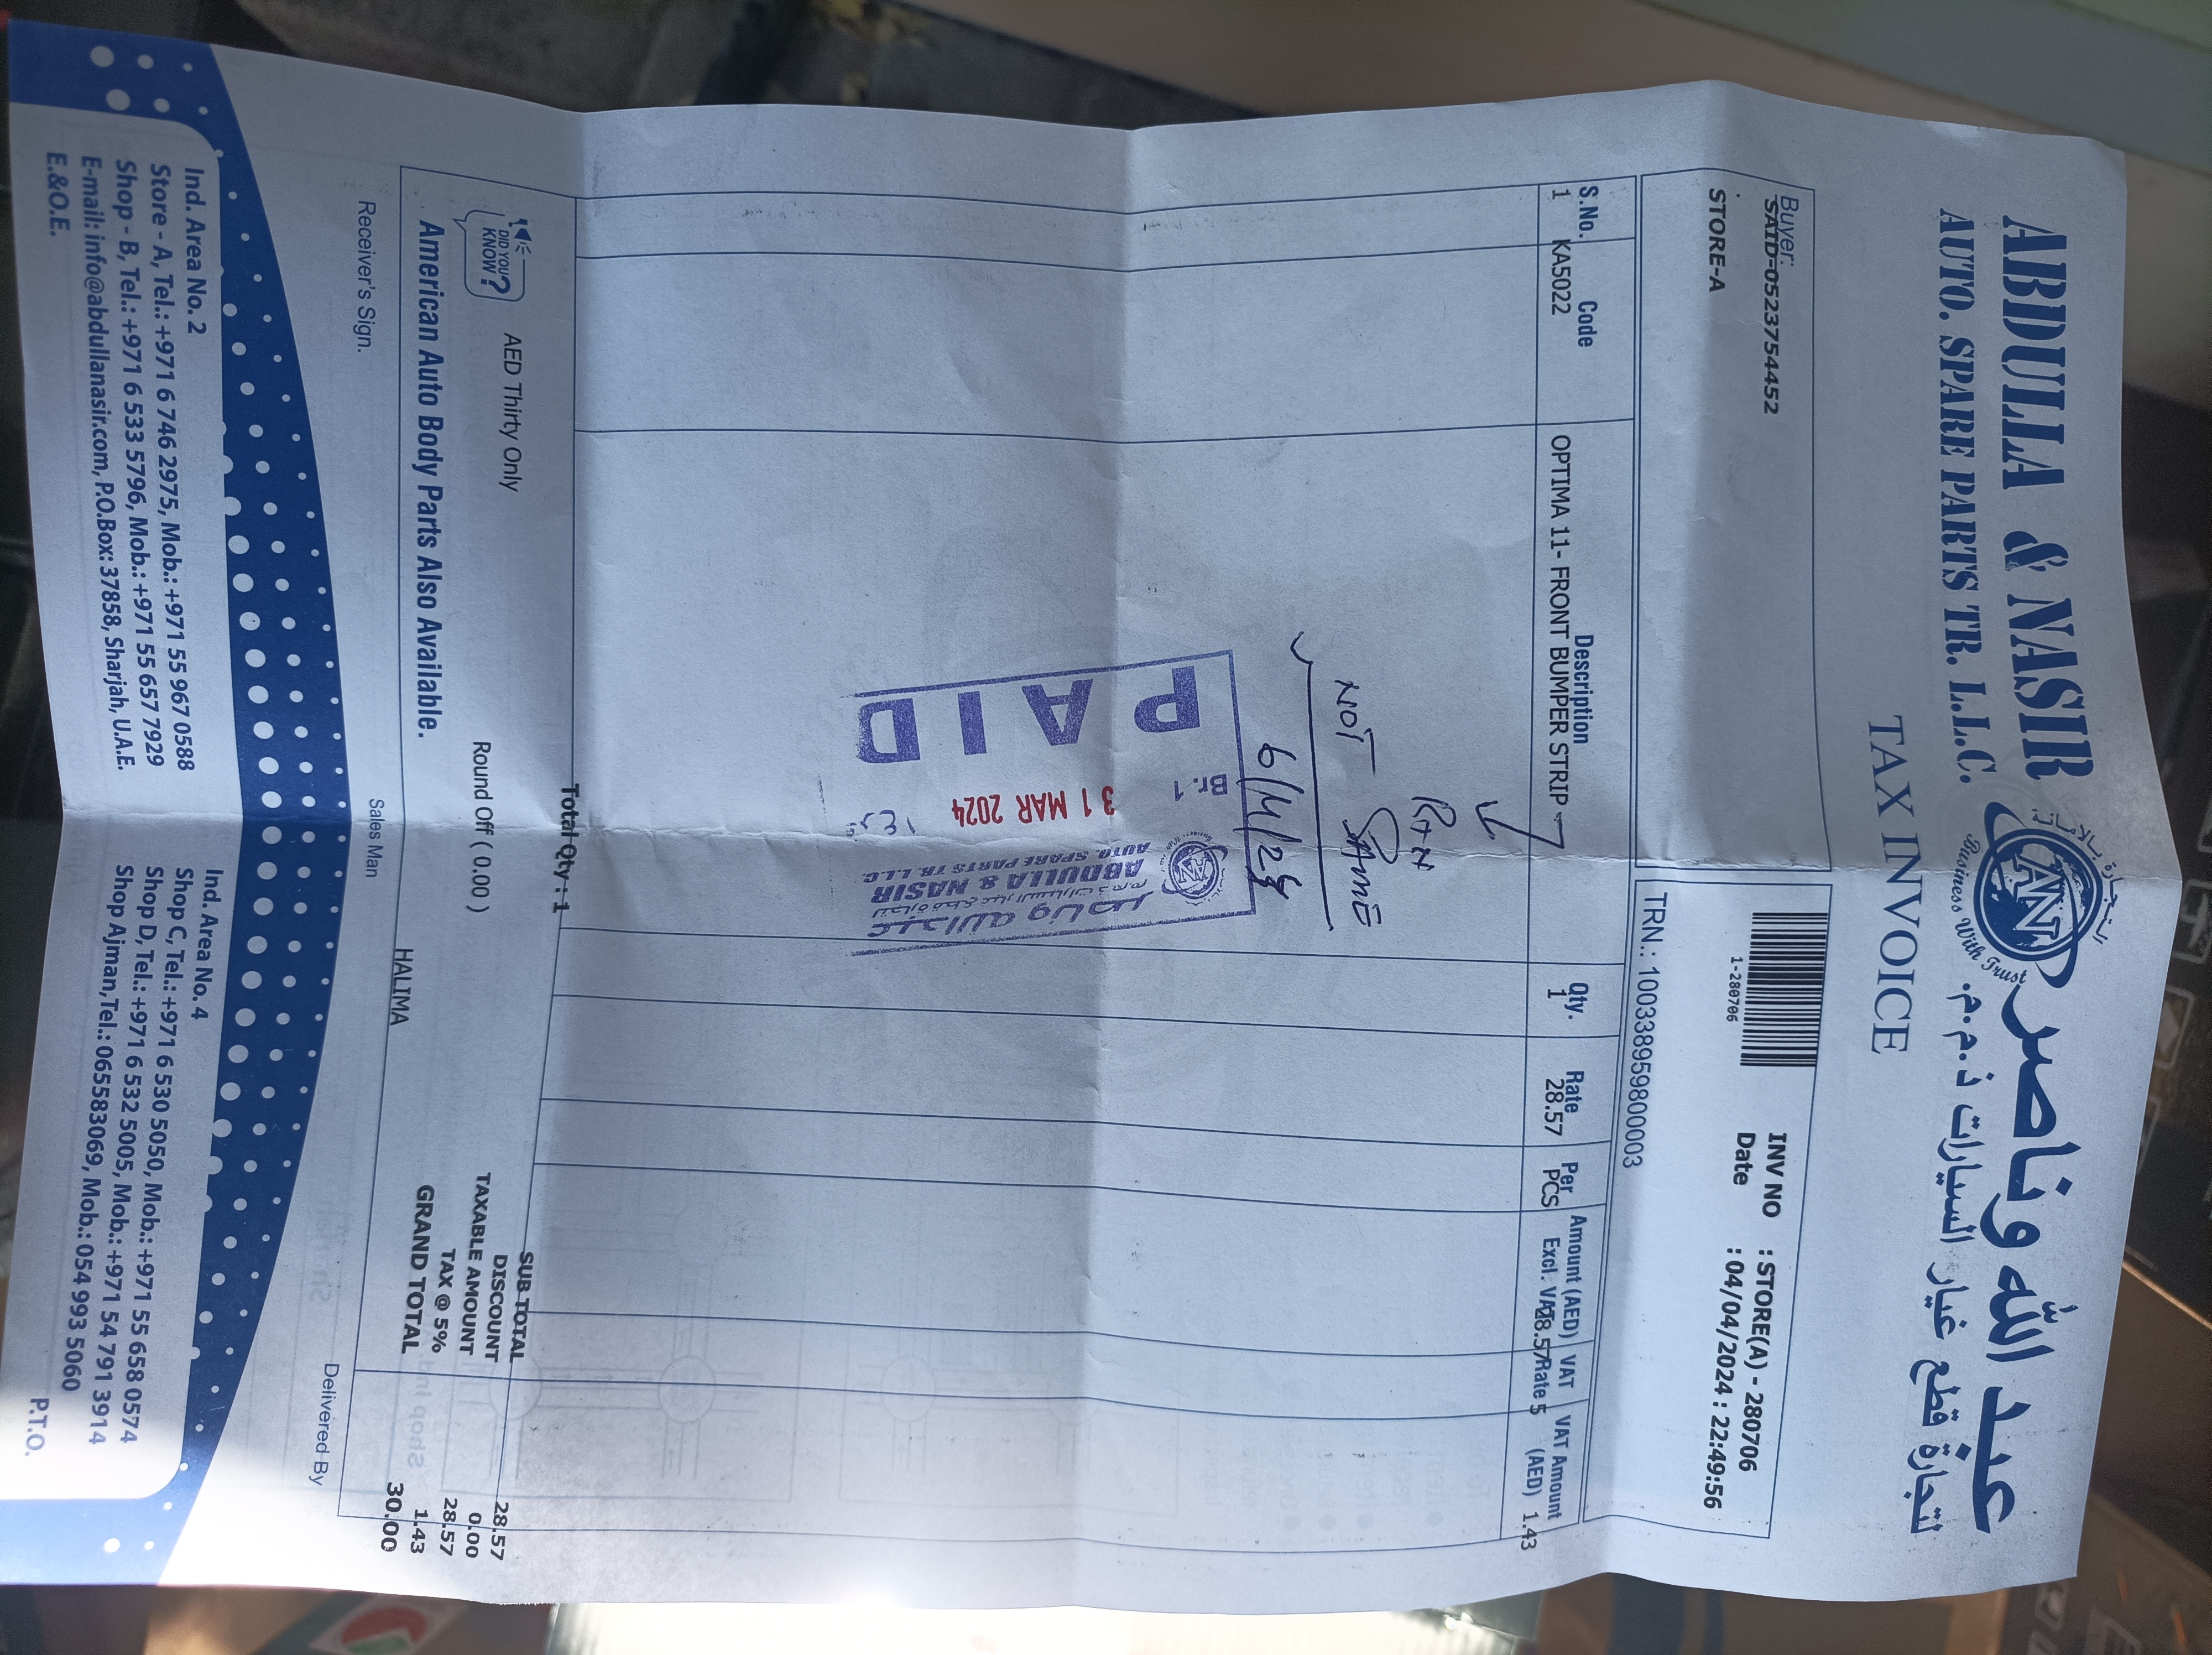 ABDULLA & NASIR
AUTO. SPARE PARTS TR. L.L.C.
عبد الله وناصر
لتجارة قطع غيار السيارات ذ.م.م.
AN
Business With Trust
TAX INVOICE
Buyer:
SAID-0523754452
STORE-A
1-280706
INV NO : STORE(A) - 280706
Date : 04/04/2024 : 22:49:56
TRN.: 100338959800003
S.No. Code Description Qty. Rate Per Amount (AED) Excl. VAT VAT Rate VAT Amount (AED)
1 KA5022 OPTIMA 11- FRONT BUMPER STRIP 1 28.57 PCS 28.57 5 1.43
R+N
NOT SAME
6/4/24
PAID
Br. 1
31 MAR 2024
عبدالله وناصر
لتجارة قطع غيار السيارات ذ.م.م
ABDULLA & NASIR
AUTO. SPARE PARTS TR. L.L.C.
AN
Total Qty : 1
AED Thirty Only
Round Off ( 0.00 )
SUB TOTAL 28.57
DISCOUNT 0.00
TAXABLE AMOUNT 28.57
TAX @ 5% 1.43
GRAND TOTAL 30.00
DID YOU KNOW?
American Auto Body Parts Also Available.
HALIMA
Receiver's Sign.
Sales Man
Delivered By
Ind. Area No. 2
Store - A, Tel.: +971 6 746 2975, Mob.: +971 55 967 0588
Shop - B, Tel.: +971 6 533 5796, Mob.: +971 55 657 7929
E-mail: info@abdullanasir.com, P.O.Box: 37858, Sharjah, U.A.E.
E.&O.E.
Ind. Area No. 4
Shop C, Tel.: +971 6 530 5050, Mob.: +971 55 658 0574
Shop D, Tel.: +971 6 532 5005, Mob.: +971 54 791 3914
Shop Ajman, Tel.: 065583069, Mob.: 054 993 5060
P.T.O.